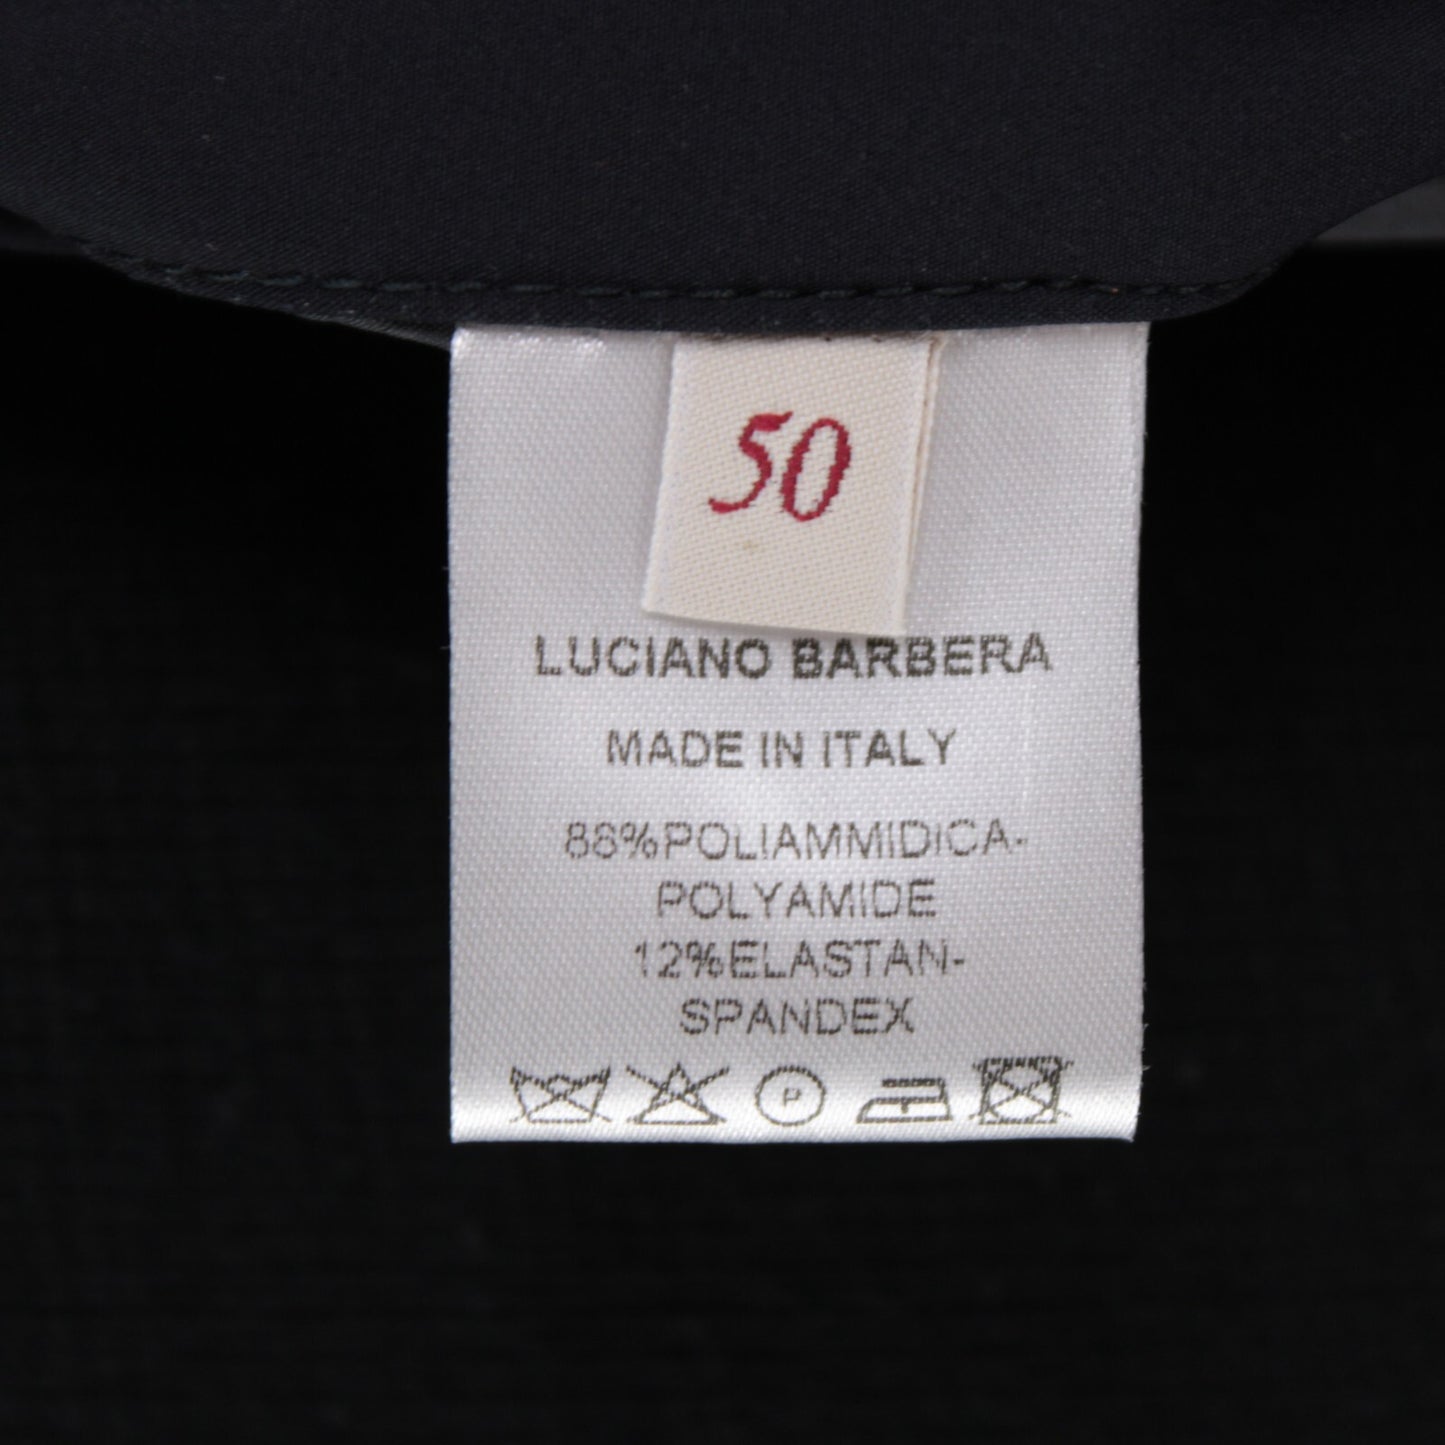 50
LUCIANO BARBERA
MADE IN ITALY
88%POLIAMMIDICA-
POLYAMIDE
12%ELASTAN-
SPANDEX
P